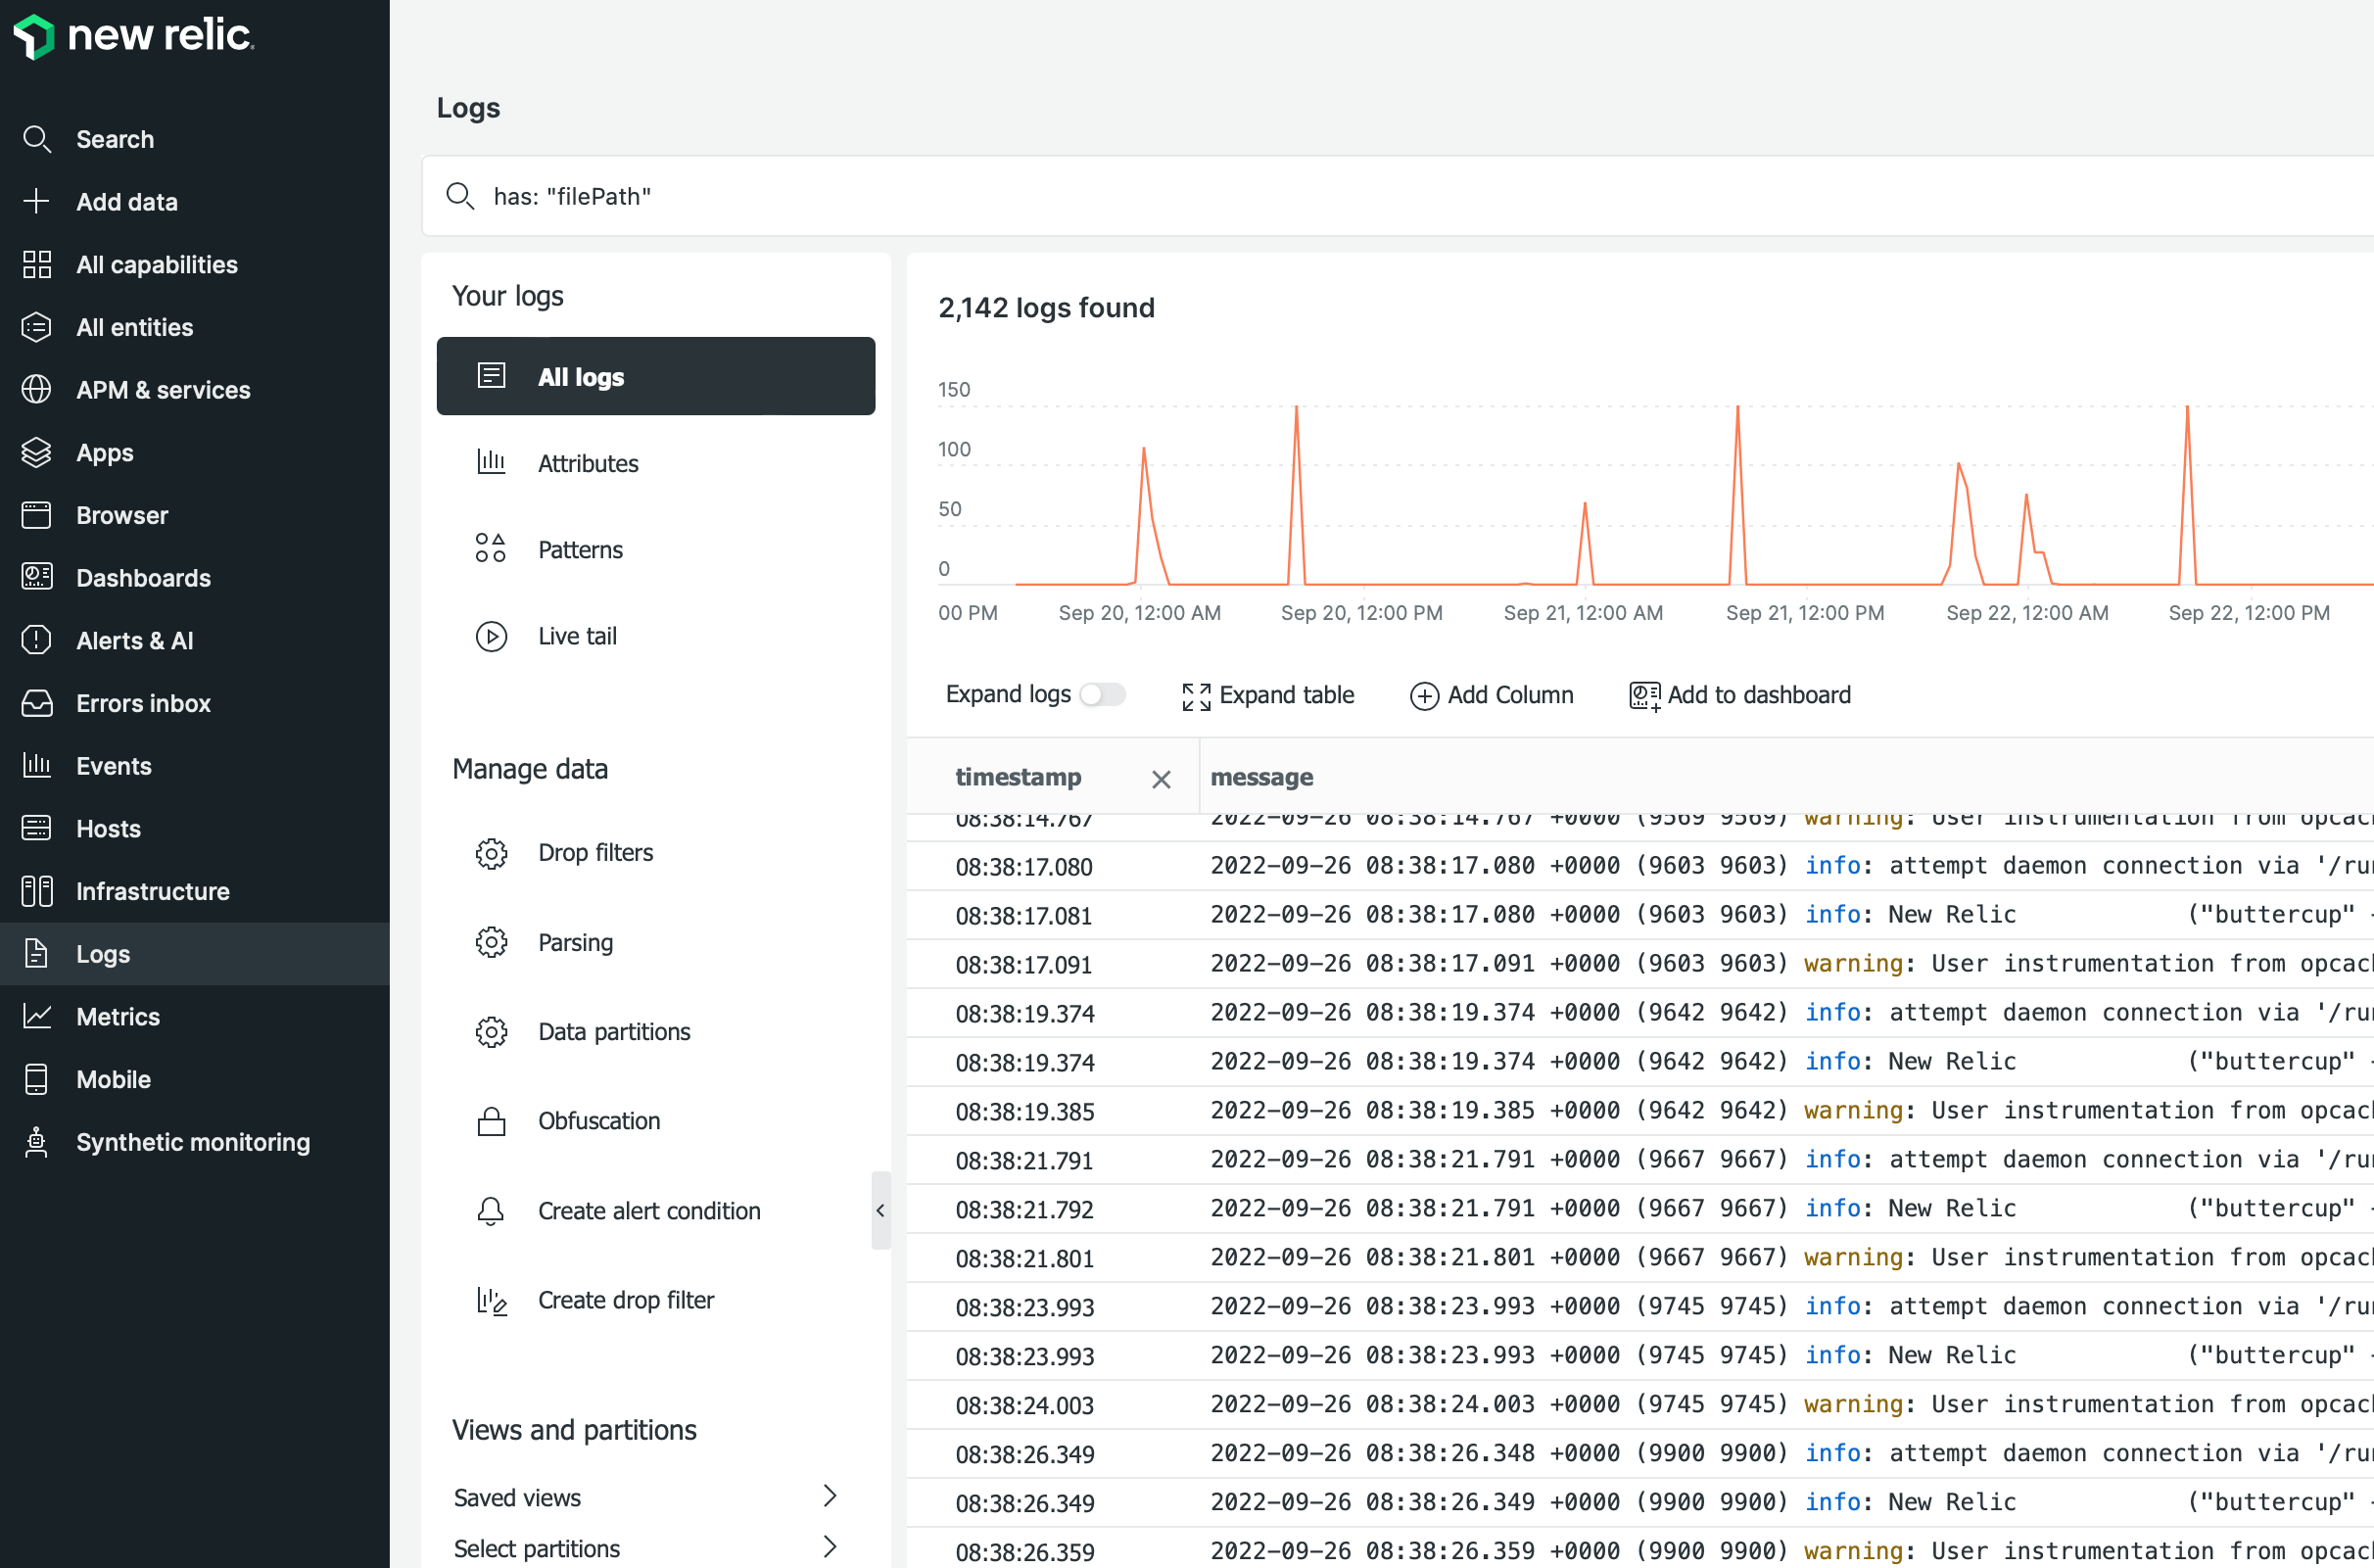 new relic
Search
Add data
All capabilities
All entities
APM & services
Apps
Browser
Dashboards
Alerts & AI
Errors inbox
Events
Hosts
Infrastructure
Logs
Metrics
Mobile
Synthetic monitoring
Logs
has: "filePath"
Your logs
All logs
Attributes
Patterns
Live tail
Manage data
Drop filters
Parsing
Data partitions
Obfuscation
Create alert condition
Create drop filter
Views and partitions
Saved views
Select partitions
2,142 logs found
150
100
50
0
00 PM Sep 20, 12:00 AM Sep 20, 12:00 PM Sep 21, 12:00 AM Sep 21, 12:00 PM Sep 22, 12:00 AM Sep 22, 12:00 PM
Expand logs Expand table Add Column Add to dashboard
timestamp message
08:38:14.767 2022-09-26 08:38:14.767 +0000 (9569 9569) warning: User instrumentation from opcac
08:38:17.080 2022-09-26 08:38:17.080 +0000 (9603 9603) info: attempt daemon connection via '/ru
08:38:17.081 2022-09-26 08:38:17.080 +0000 (9603 9603) info: New Relic ("buttercup" -
08:38:17.091 2022-09-26 08:38:17.091 +0000 (9603 9603) warning: User instrumentation from opcac
08:38:19.374 2022-09-26 08:38:19.374 +0000 (9642 9642) info: attempt daemon connection via '/ru
08:38:19.374 2022-09-26 08:38:19.374 +0000 (9642 9642) info: New Relic ("buttercup" -
08:38:19.385 2022-09-26 08:38:19.385 +0000 (9642 9642) warning: User instrumentation from opcac
08:38:21.791 2022-09-26 08:38:21.791 +0000 (9667 9667) info: attempt daemon connection via '/ru
08:38:21.792 2022-09-26 08:38:21.791 +0000 (9667 9667) info: New Relic ("buttercup" -
08:38:21.801 2022-09-26 08:38:21.801 +0000 (9667 9667) warning: User instrumentation from opcac
08:38:23.993 2022-09-26 08:38:23.993 +0000 (9745 9745) info: attempt daemon connection via '/ru
08:38:23.993 2022-09-26 08:38:23.993 +0000 (9745 9745) info: New Relic ("buttercup" -
08:38:24.003 2022-09-26 08:38:24.003 +0000 (9745 9745) warning: User instrumentation from opcac
08:38:26.349 2022-09-26 08:38:26.348 +0000 (9900 9900) info: attempt daemon connection via '/ru
08:38:26.349 2022-09-26 08:38:26.349 +0000 (9900 9900) info: New Relic ("buttercup" -
08:38:26.359 2022-09-26 08:38:26.359 +0000 (9900 9900) warning: User instrumentation from opcac